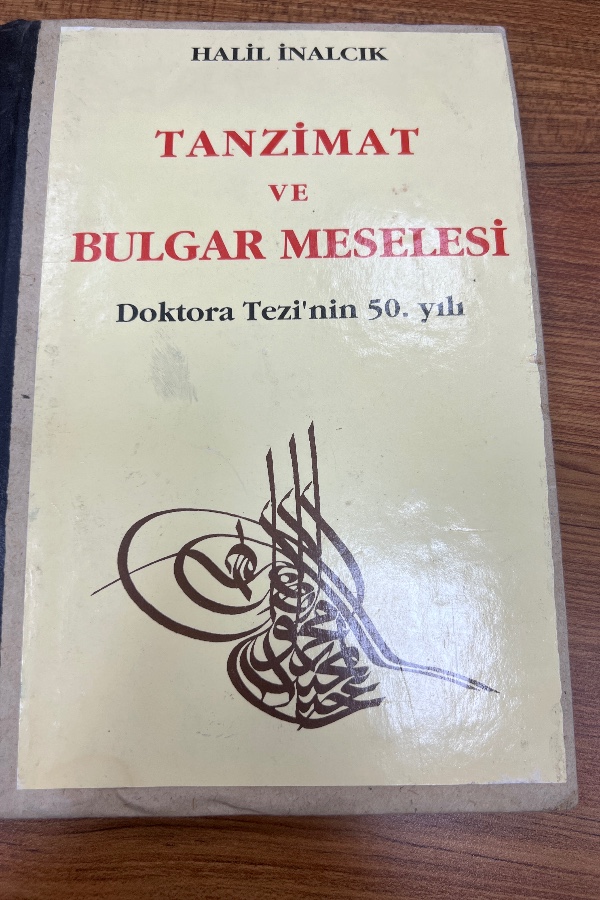 HALİL İNALCIK
TANZİMAT
VE
BULGAR MESELESİ
Doktora Tezi'nin 50. yılı